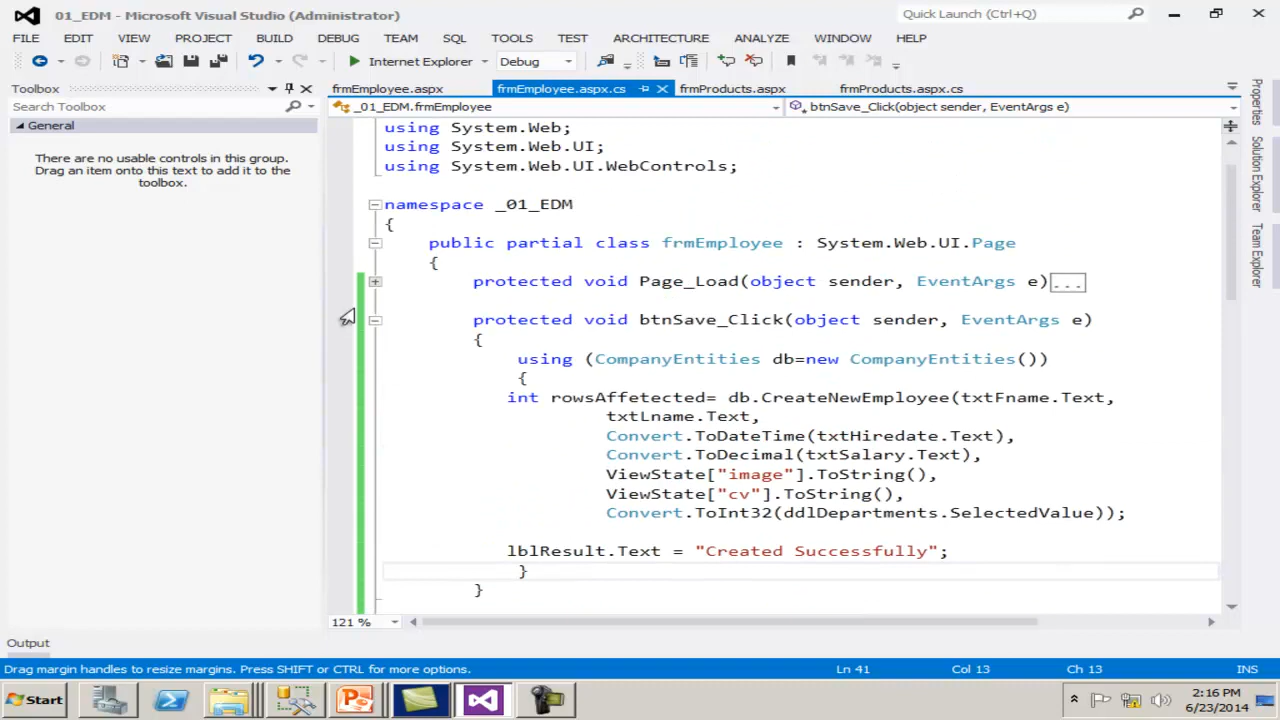 01_EDM - Microsoft Visual Studio (Administrator)
Quick Launch (Ctrl+Q)
FILE EDIT VIEW PROJECT BUILD DEBUG TEAM SQL TOOLS TEST ARCHITECTURE ANALYZE WINDOW HELP
Internet Explorer Debug
Toolbox
Search Toolbox
General
There are no usable controls in this group.
Drag an item onto this text to add it to the
toolbox.
frmEmployee.aspx frmEmployee.aspx.cs frmProducts.aspx frmProducts.aspx.cs
_01_EDM.frmEmployee btnSave_Click(object sender, EventArgs e)
using System.Web;
using System.Web.UI;
using System.Web.UI.WebControls;
namespace _01_EDM
{
public partial class frmEmployee : System.Web.UI.Page
{
protected void Page_Load(object sender, EventArgs e)...
protected void btnSave_Click(object sender, EventArgs e)
{
using (CompanyEntities db=new CompanyEntities())
{
int rowsAffetected= db.CreateNewEmployee(txtFname.Text,
txtLname.Text,
Convert.ToDateTime(txtHiredate.Text),
Convert.ToDecimal(txtSalary.Text),
ViewState["image"].ToString(),
ViewState["cv"].ToString(),
Convert.ToInt32(ddlDepartments.SelectedValue));
lblResult.Text = "Created Successfully";
}
}
121 %
Properties
Solution Explorer
Team Explorer
Output
Drag margin handles to resize margins. Press SHIFT or CTRL for more options. Ln 41 Col 13 Ch 13 INS
Start
2:16 PM
6/23/2014